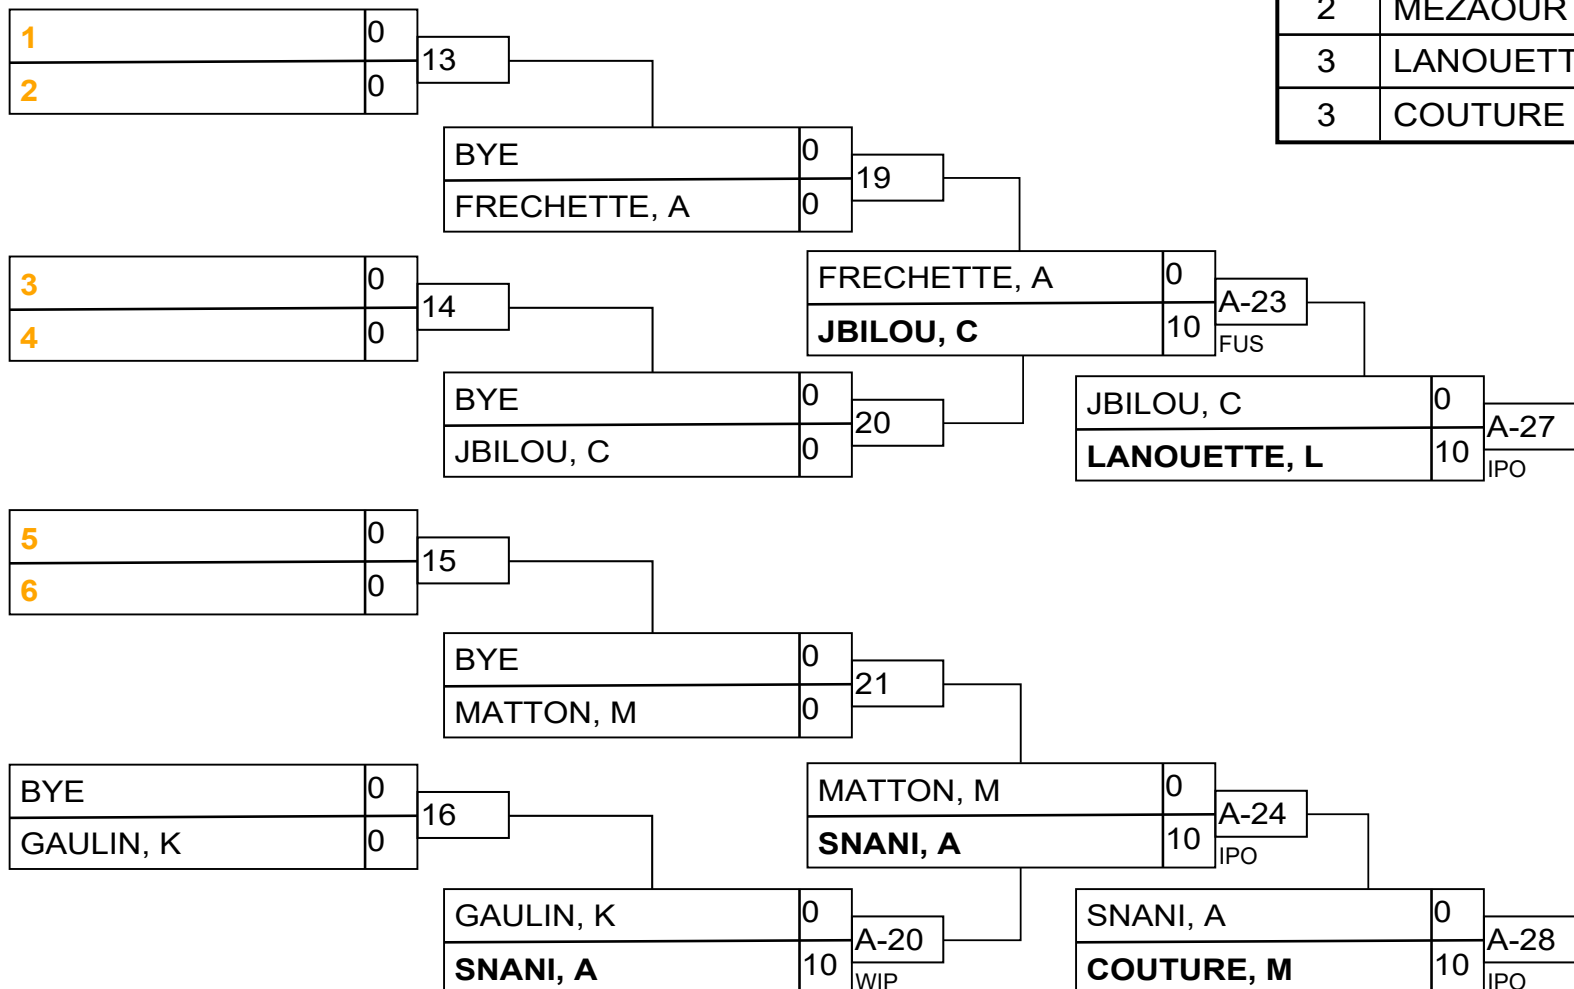 2 MEZAOUR
3 LANOUETT
3 COUTURE
1 0
2 0
13
BYE 0
FRECHETTE, A 0
19
3 0
4 0
14
FRECHETTE, A 0
JBILOU, C 10
A-23
FUS
BYE 0
JBILOU, C 0
20
JBILOU, C 0
LANOUETTE, L 10
A-27
IPO
5 0
6 0
15
BYE 0
MATTON, M 0
21
BYE 0
GAULIN, K 0
16
MATTON, M 0
SNANI, A 10
A-24
IPO
GAULIN, K 0
SNANI, A 10
A-20
WIP
SNANI, A 0
COUTURE, M 10
A-28
IPO